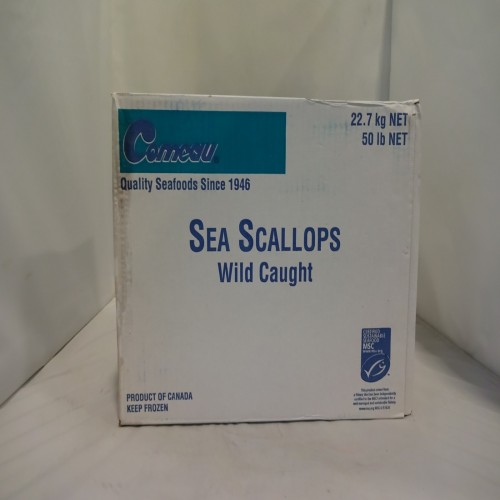 Comeau
22.7 kg NET
50 lb NET
Quality Seafoods Since 1946
SEA SCALLOPS
Wild Caught
CERTIFIED
SUSTAINABLE
SEAFOOD
MSC
PRODUCT OF CANADA
KEEP FROZEN